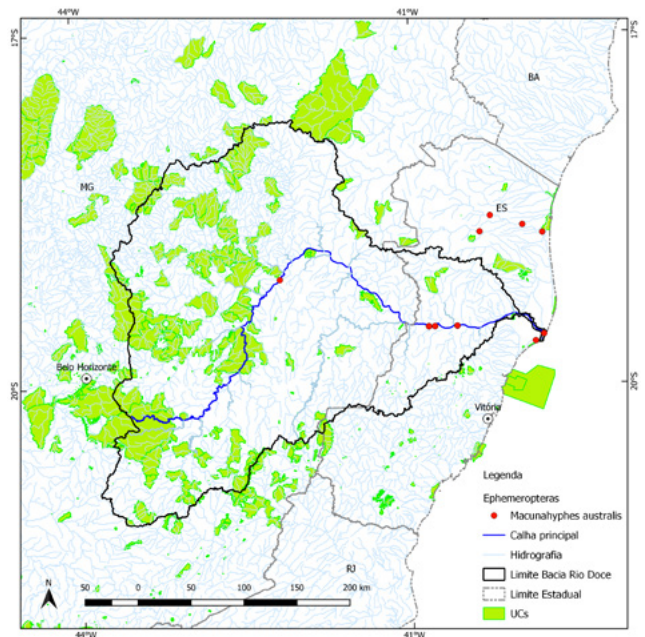 44°W
41°W
17°S
17°S
BA
MG
ES
Belo Horizonte
20°S
20°S
Vitória
Legenda
Ephemeropteras
Macunahyphes australis
Calha principal
Hidrografia
Limite Bacia Rio Doce
Limite Estadual
UCs
RJ
N
50 0 50 100 150 200 km
44°W
41°W